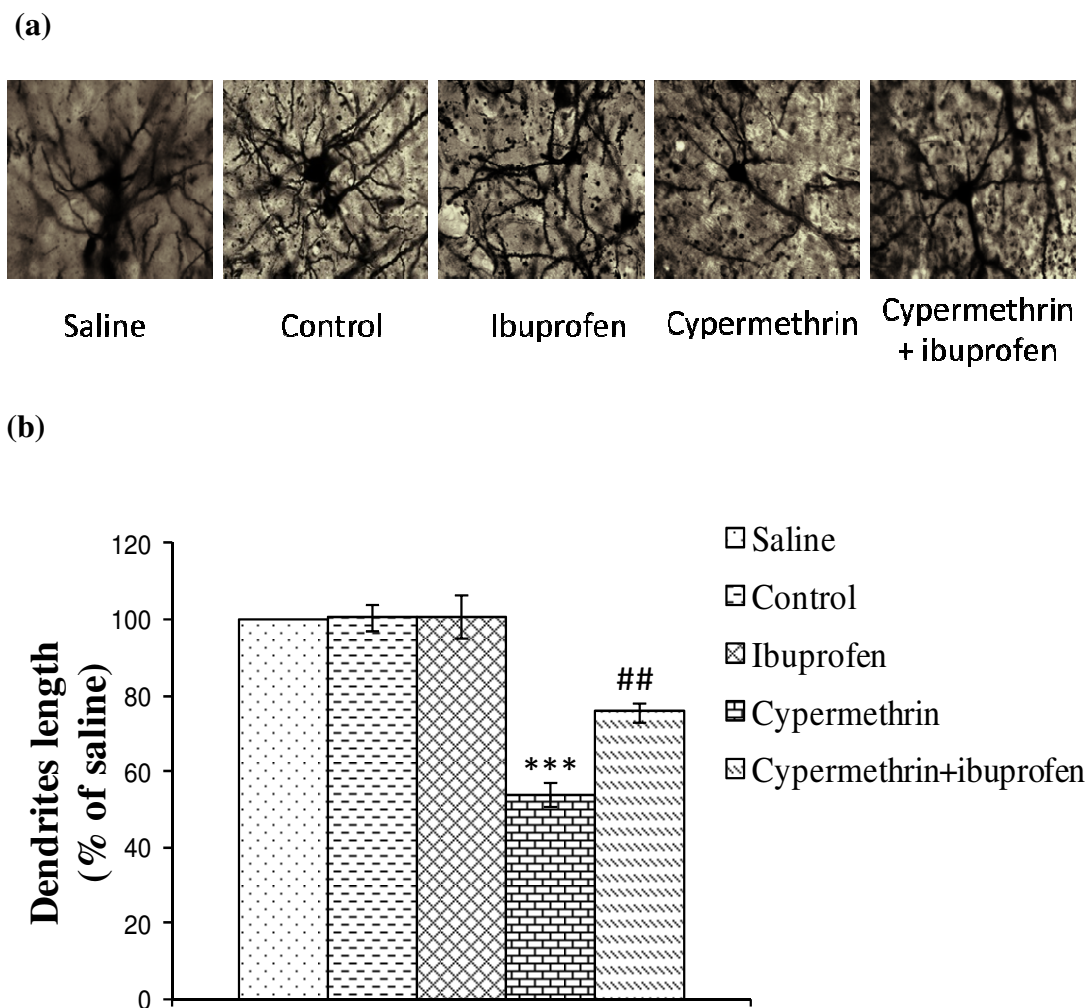 (a)
Saline
Control
Ibuprofen
Cypermethrin
Cypermethrin
+ ibuprofen
(b)
Dendrites length
(% of saline)
120
100
80
60
40
20
0
***
##
Saline
Control
Ibuprofen
Cypermethrin
Cypermethrin+ibuprofen